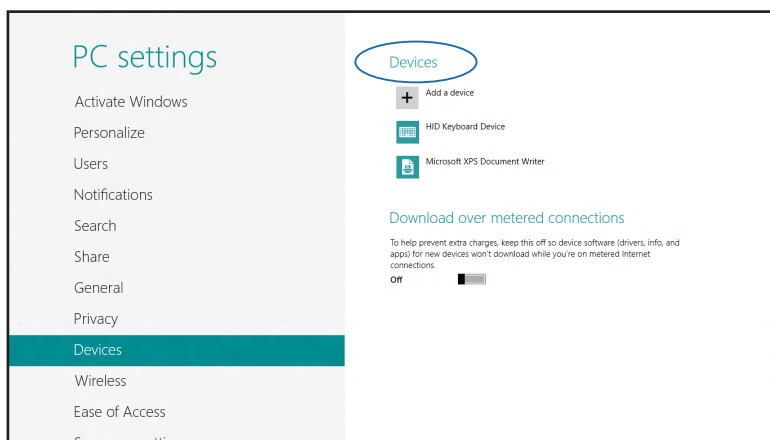 PC settings
Activate Windows
Personalize
Users
Notifications
Search
Share
General
Privacy
Devices
Wireless
Ease of Access
Devices
Add a device
HID Keyboard Device
Microsoft XPS Document Writer
Download over metered connections
To help prevent extra charges, keep this off so device software (drivers, info, and
apps) for new devices won't download while you're on metered Internet
connections.
Off